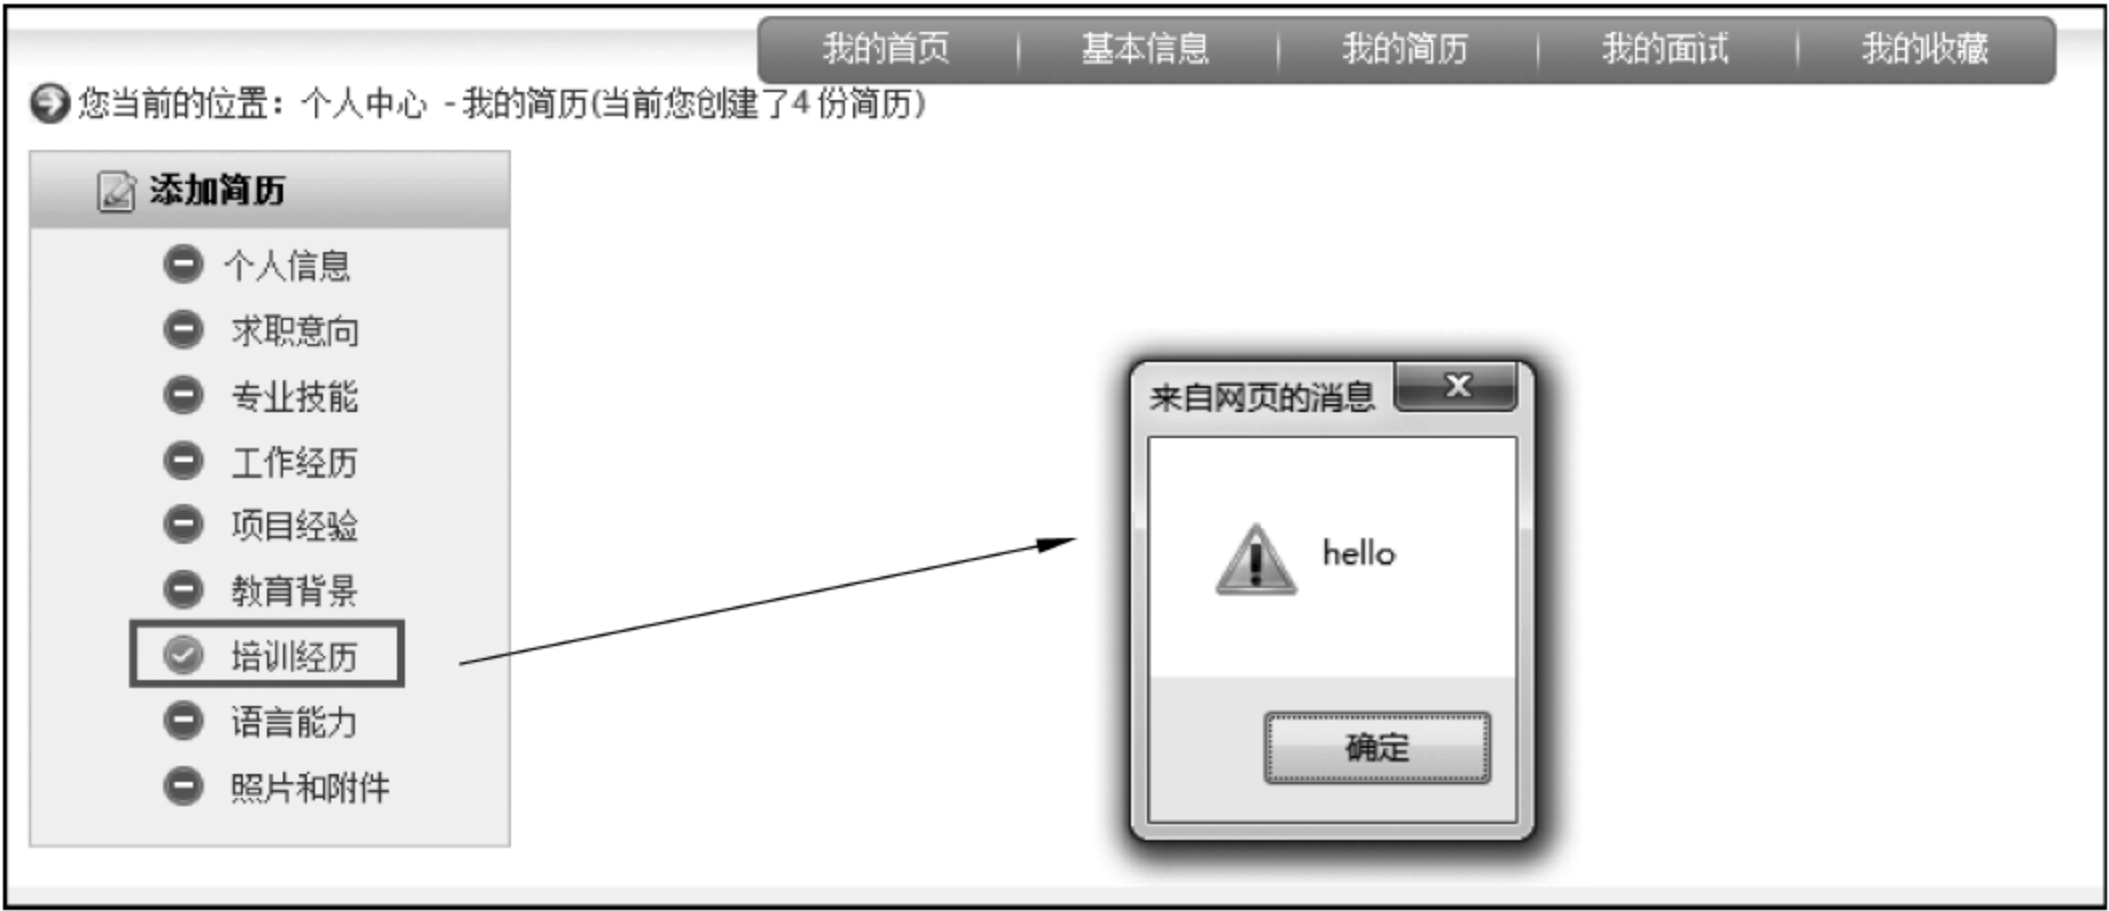 我的首页 基本信息 我的简历 我的面试 我的收藏
您当前的位置：个人中心 -我的简历(当前您创建了4份简历)
添加简历
个人信息
求职意向
专业技能
工作经历
项目经验
教育背景
培训经历
语言能力
照片和附件
来自网页的消息
hello
确定